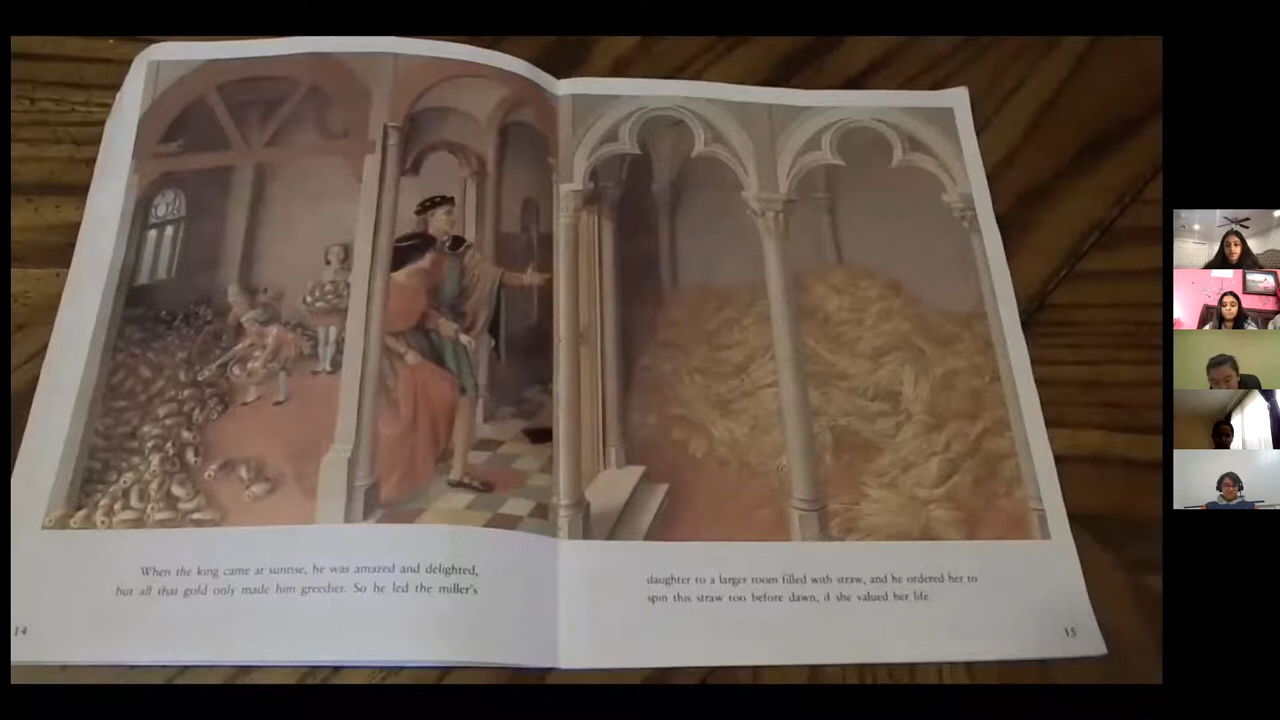 When the king came at sunrise, he was amazed and delighted,
but all that gold only made him greedier. So he led the miller's
14
daughter to a larger room filled with straw, and he ordered her to
spin this straw too before dawn, if she valued her life.
15